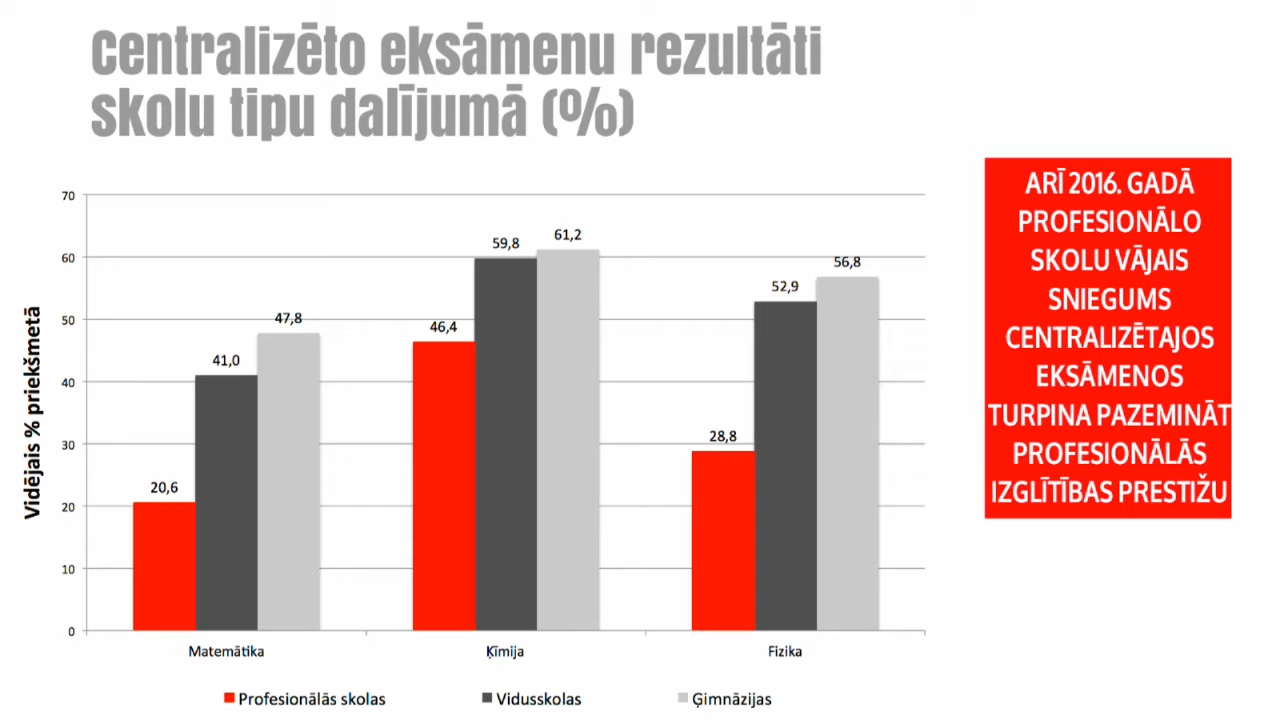 Centralizēto eksāmenu rezultāti
skolu tipu dalījumā (%)
ARĪ 2016. GADĀ
PROFESIONĀLO
SKOLU VĀJAIS
SNIEGUMS
CENTRALIZĒTAJOS
EKSĀMENOS
TURPINA PAZEMINĀT
PROFESIONĀLĀS
IZGLĪTĪBAS PRESTIŽU
Vidējais % priekšmetā
70
60
50
40
30
20
10
0
20,6
41,0
47,8
46,4
59,8
61,2
28,8
52,9
56,8
Matemātika
Ķīmija
Fizika
Profesionālās skolas
Vidusskolas
Ģimnāzijas